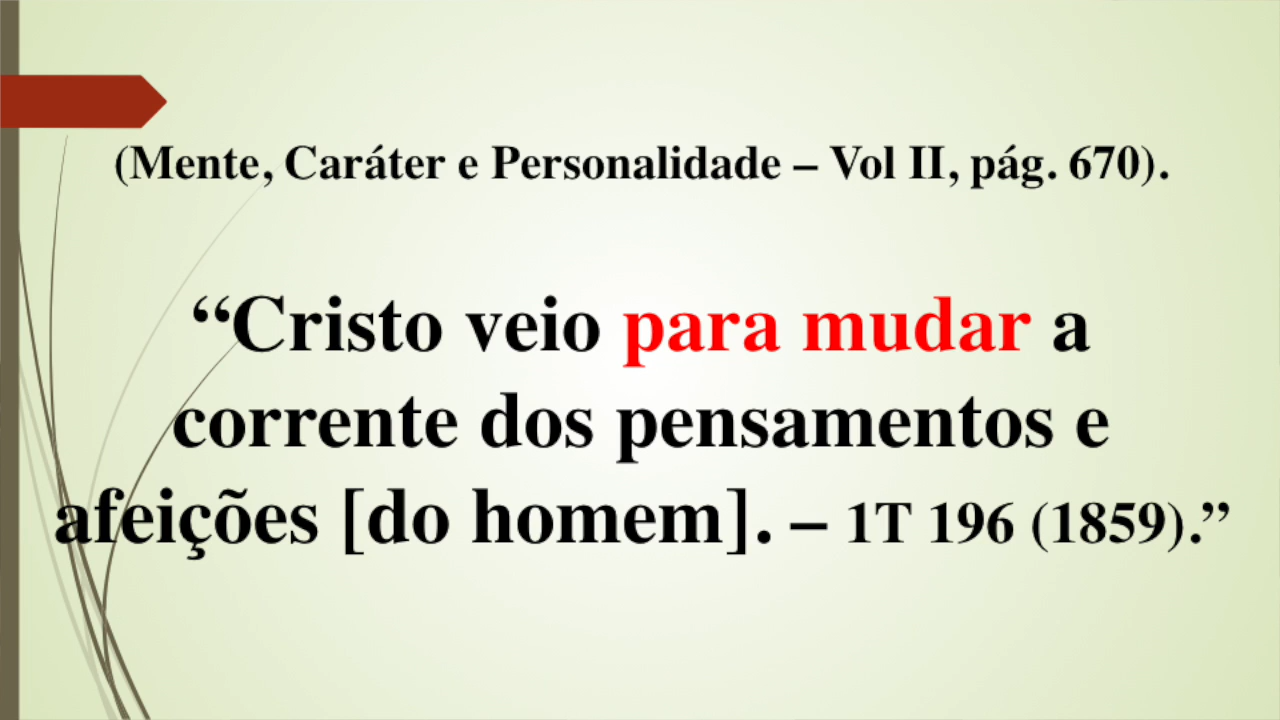 (Mente, Caráter e Personalidade – Vol II, pág. 670).
“Cristo veio para mudar a
corrente dos pensamentos e
afeições [do homem]. – 1T 196 (1859).”